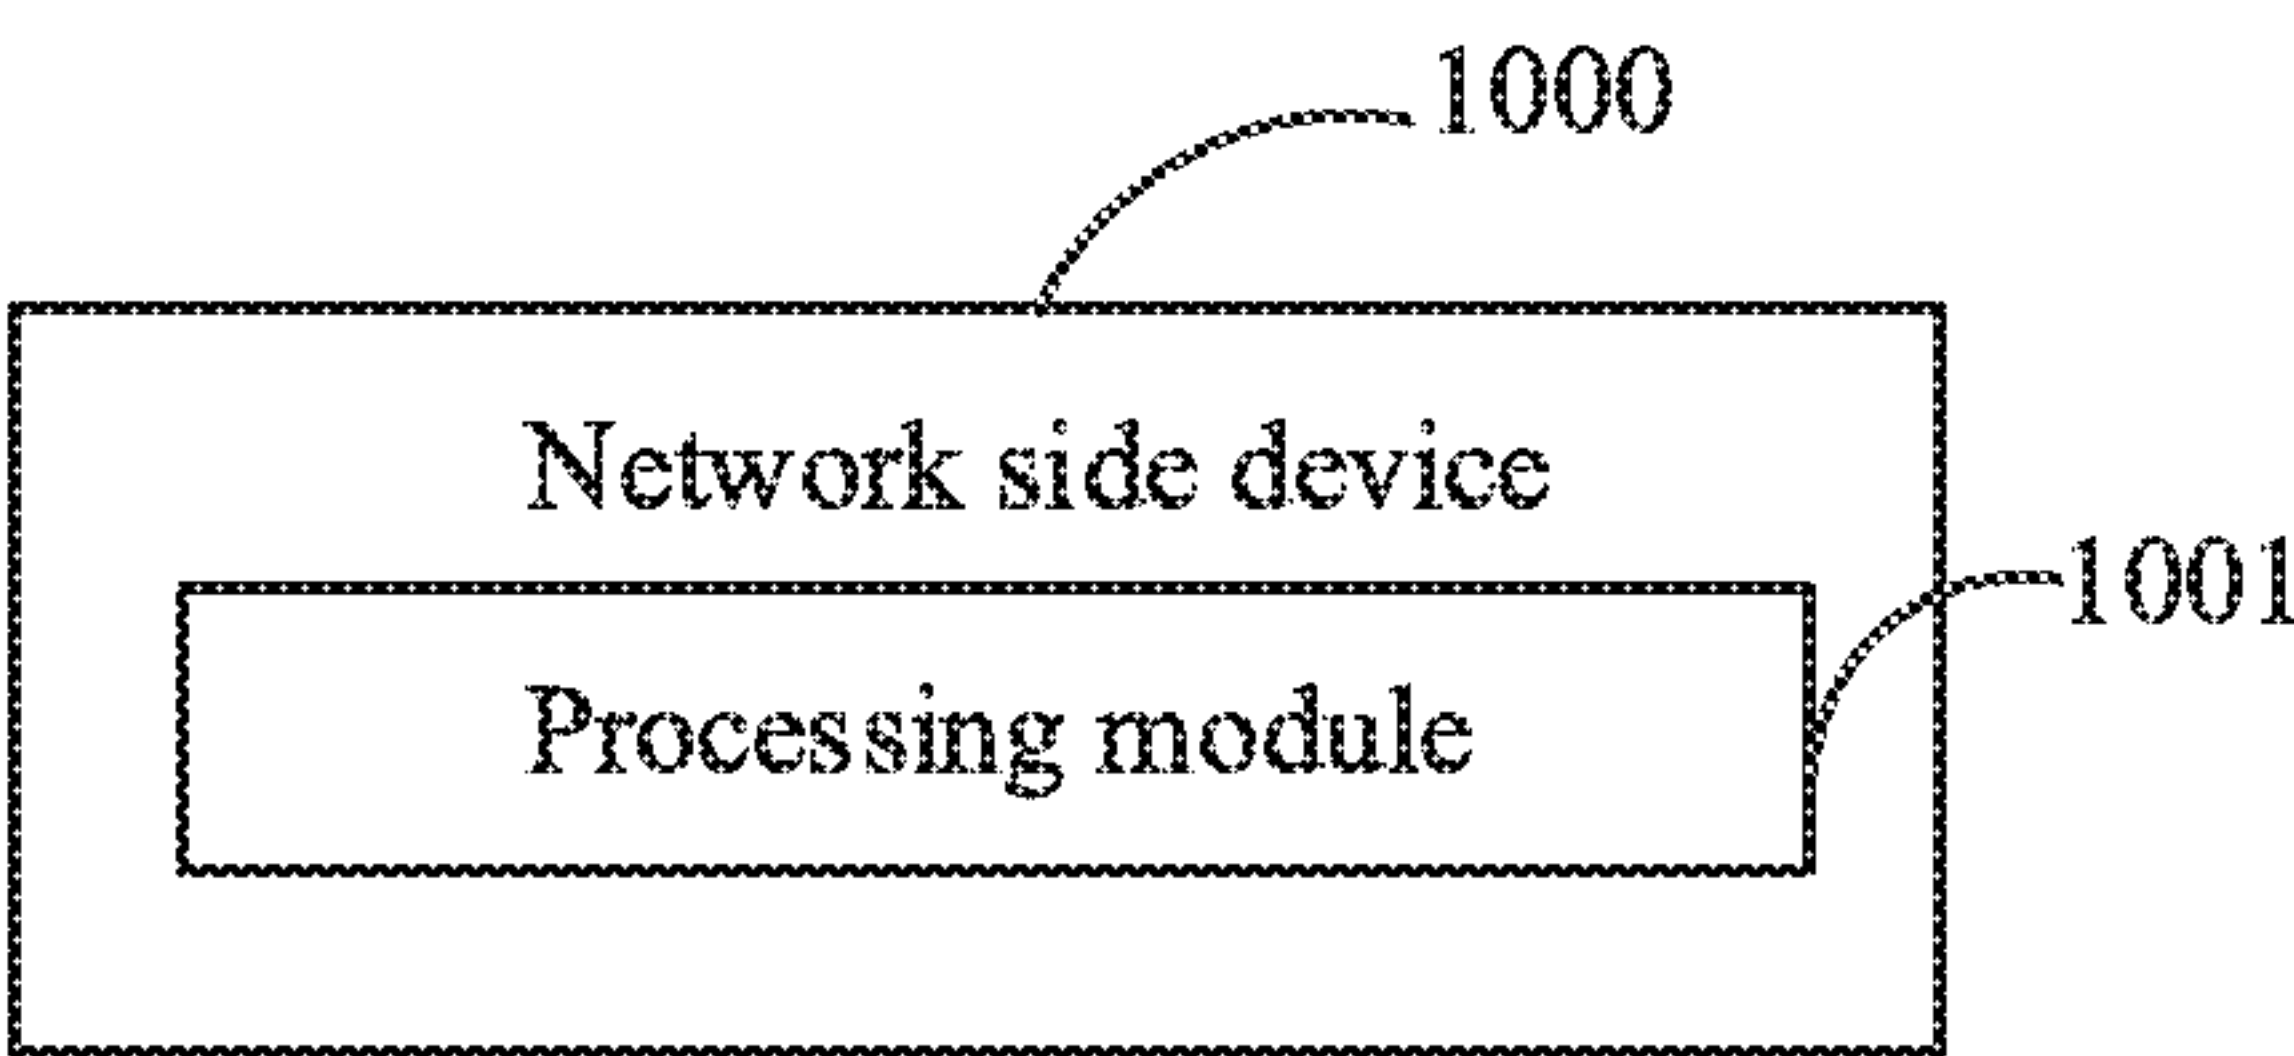 1000
Network side device
1001
Processing module